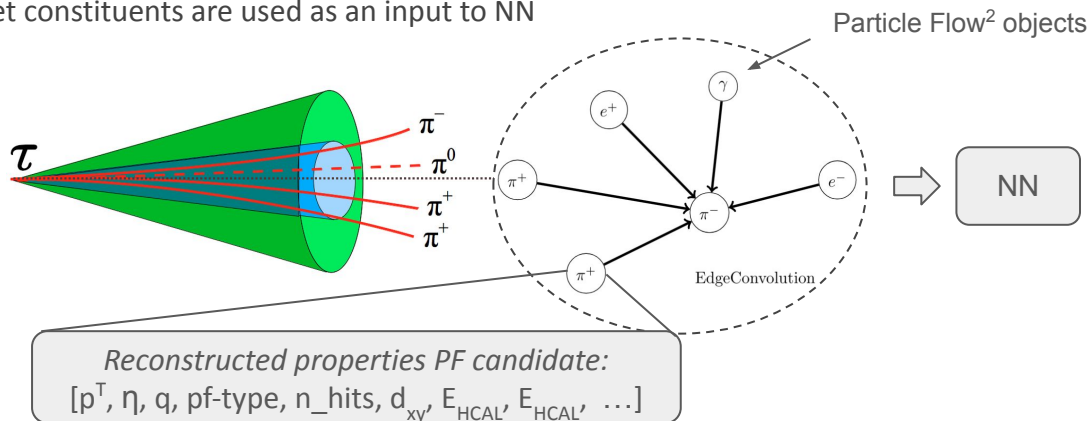 et constituents are used as an input to NN
Particle Flow² objects
τ
π⁻
π⁰
π⁺
π⁺
γ
e⁺
π⁺
e⁻
π⁻
π⁺
EdgeConvolution
NN
Reconstructed properties PF candidate:
[pᵀ, η, q, pf-type, n_hits, d_xy, E_HCAL, E_HCAL, …]